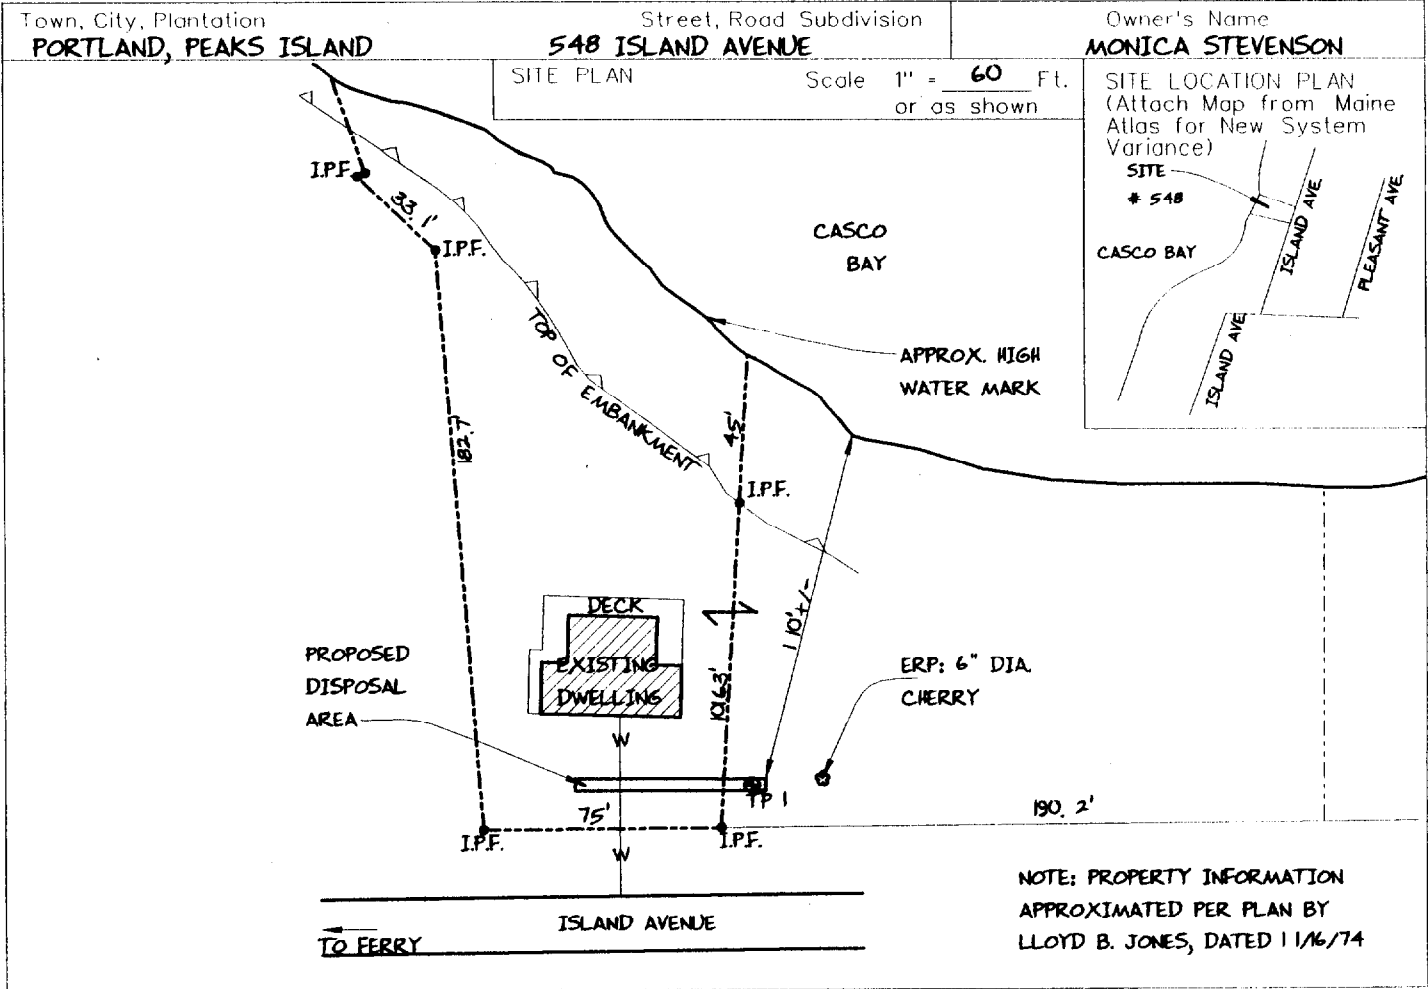 Town, City, Plantation
PORTLAND, PEAKS ISLAND
Street, Road Subdivision
548 ISLAND AVENUE
Owner's Name
MONICA STEVENSON
SITE PLAN
Scale 1" = 60 Ft.
or as shown
SITE LOCATION PLAN
(Attach Map from Maine
Atlas for New System
Variance)
SITE
# 548
CASCO BAY
ISLAND AVE.
PLEASANT AVE.
ISLAND AVE.
I.P.F.
33.1'
I.P.F.
CASCO
BAY
TOP OF EMBANKMENT
APPROX. HIGH
WATER MARK
182.7'
45'
I.P.F.
110'+/-
DECK
EXISTING
DWELLING
101.63'
PROPOSED
DISPOSAL
AREA
ERP: 6" DIA.
CHERRY
W
TP 1
75'
190.2'
I.P.F.
I.P.F.
W
ISLAND AVENUE
TO FERRY
NOTE: PROPERTY INFORMATION
APPROXIMATED PER PLAN BY
LLOYD B. JONES, DATED 11/16/74